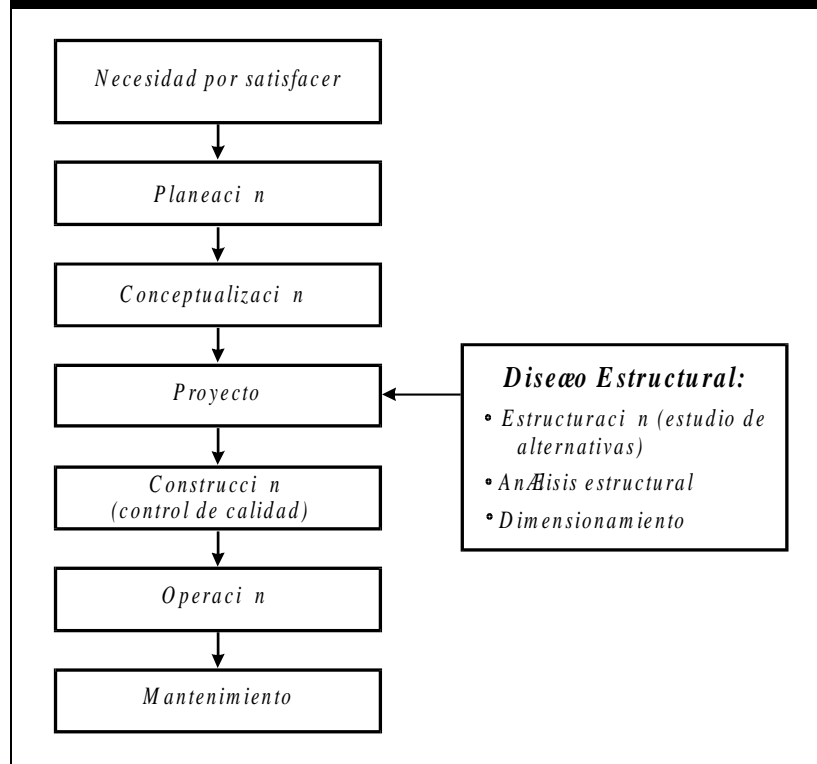 Necesidad por satisfacer
Planeaci n
Conceptualizaci n
Proyecto
Construcci n
(control de calidad)
Operaci n
Mantenimiento
Diseæo Estructural:
• Estructuraci n (estudio de
alternativas)
• AnÆlisis estructural
• Dimensionamiento